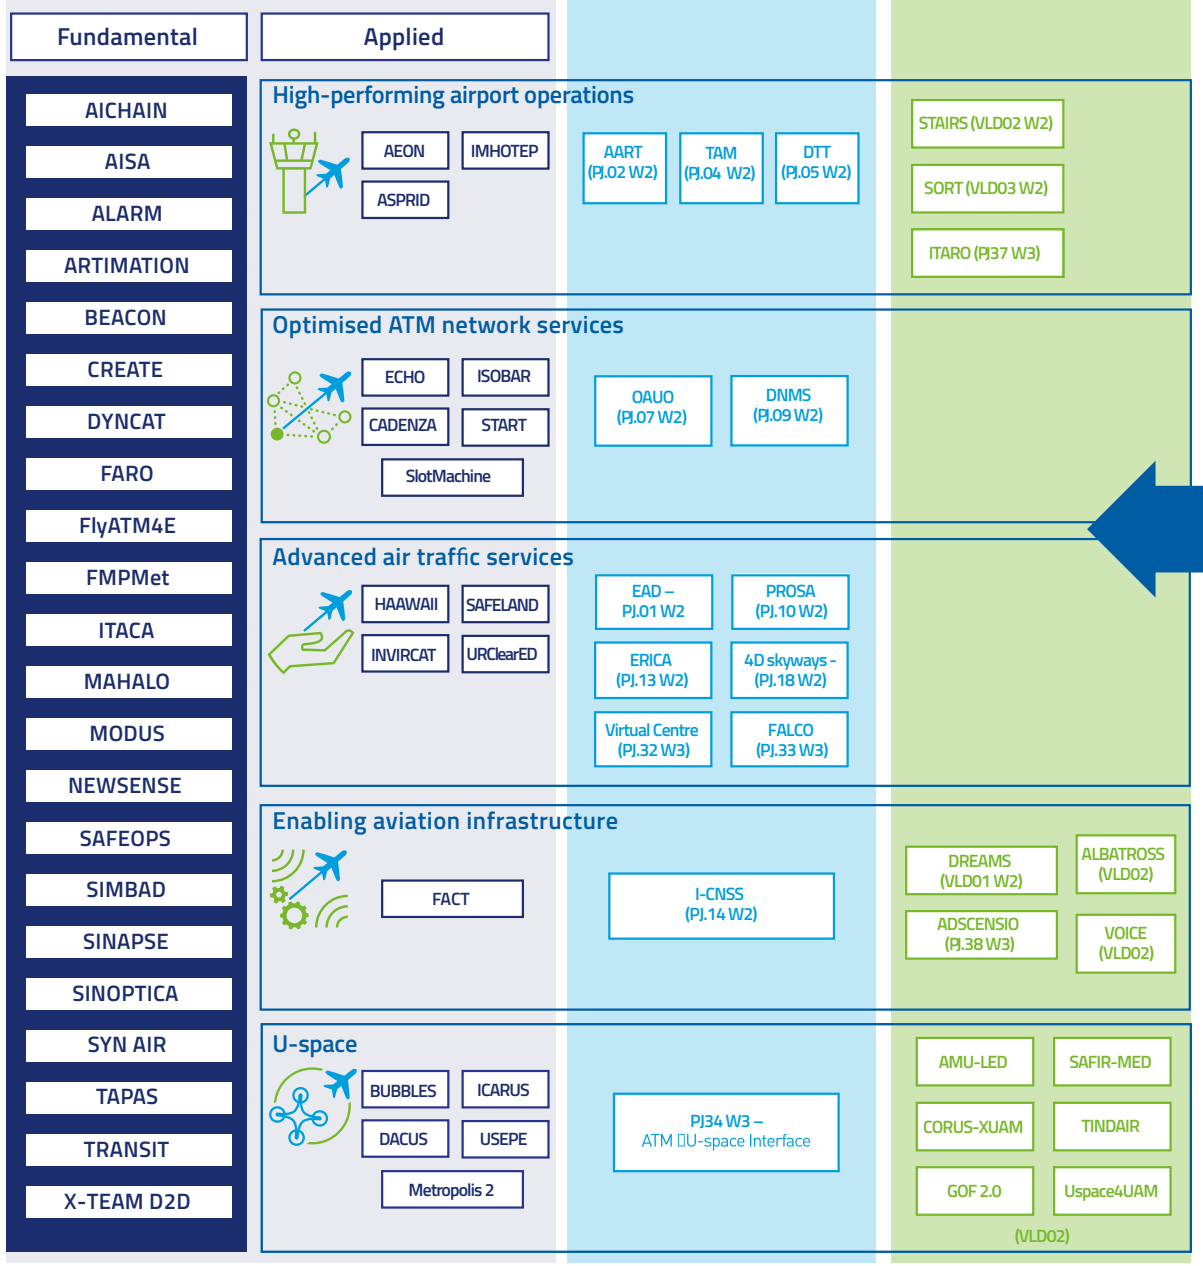 Fundamental
Applied
AICHAIN
AISA
ALARM
ARTIMATION
BEACON
CREATE
DYNCAT
FARO
FlyATM4E
FMPMet
ITACA
MAHALO
MODUS
NEWSENSE
SAFEOPS
SIMBAD
SINAPSE
SINOPTICA
SYN AIR
TAPAS
TRANSIT
X-TEAM D2D
High-performing airport operations
AEON
IMHOTEP
ASPRID
AART
(PJ.02 W2)
TAM
(PJ.04 W2)
DTT
(PJ.05 W2)
STAIRS (VLD02 W2)
SORT (VLD03 W2)
ITARO (PJ37 W3)
Optimised ATM network services
ECHO
ISOBAR
CADENZA
START
SlotMachine
OAUO
(PJ.07 W2)
DNMS
(PJ.09 W2)
Advanced air traffic services
HAAWAII
SAFELAND
INVIRCAT
URClearED
EAD –
PJ.01 W2
PROSA
(PJ.10 W2)
ERICA
(PJ.13 W2)
4D skyways -
(PJ.18 W2)
Virtual Centre
(PJ.32 W3)
FALCO
(PJ.33 W3)
Enabling aviation infrastructure
FACT
I-CNSS
(PJ.14 W2)
DREAMS
(VLD01 W2)
ALBATROSS
(VLD02)
ADSCENSIO
(PJ.38 W3)
VOICE
(VLD02)
U-space
BUBBLES
ICARUS
DACUS
USEPE
Metropolis 2
PJ34 W3 –
ATM U-space Interface
AMU-LED
SAFIR-MED
CORUS-XUAM
TINDAIR
GOF 2.0
Uspace4UAM
(VLD02)